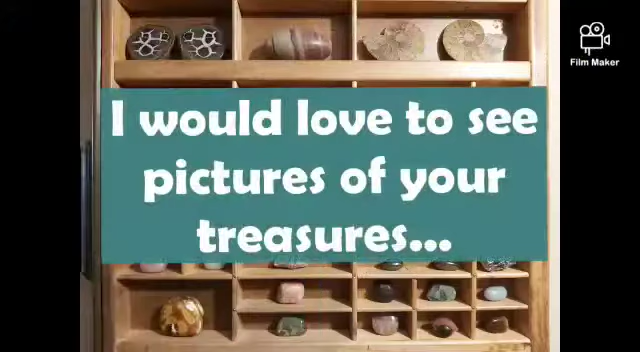 I would love to see
pictures of your
treasures...
Film Maker